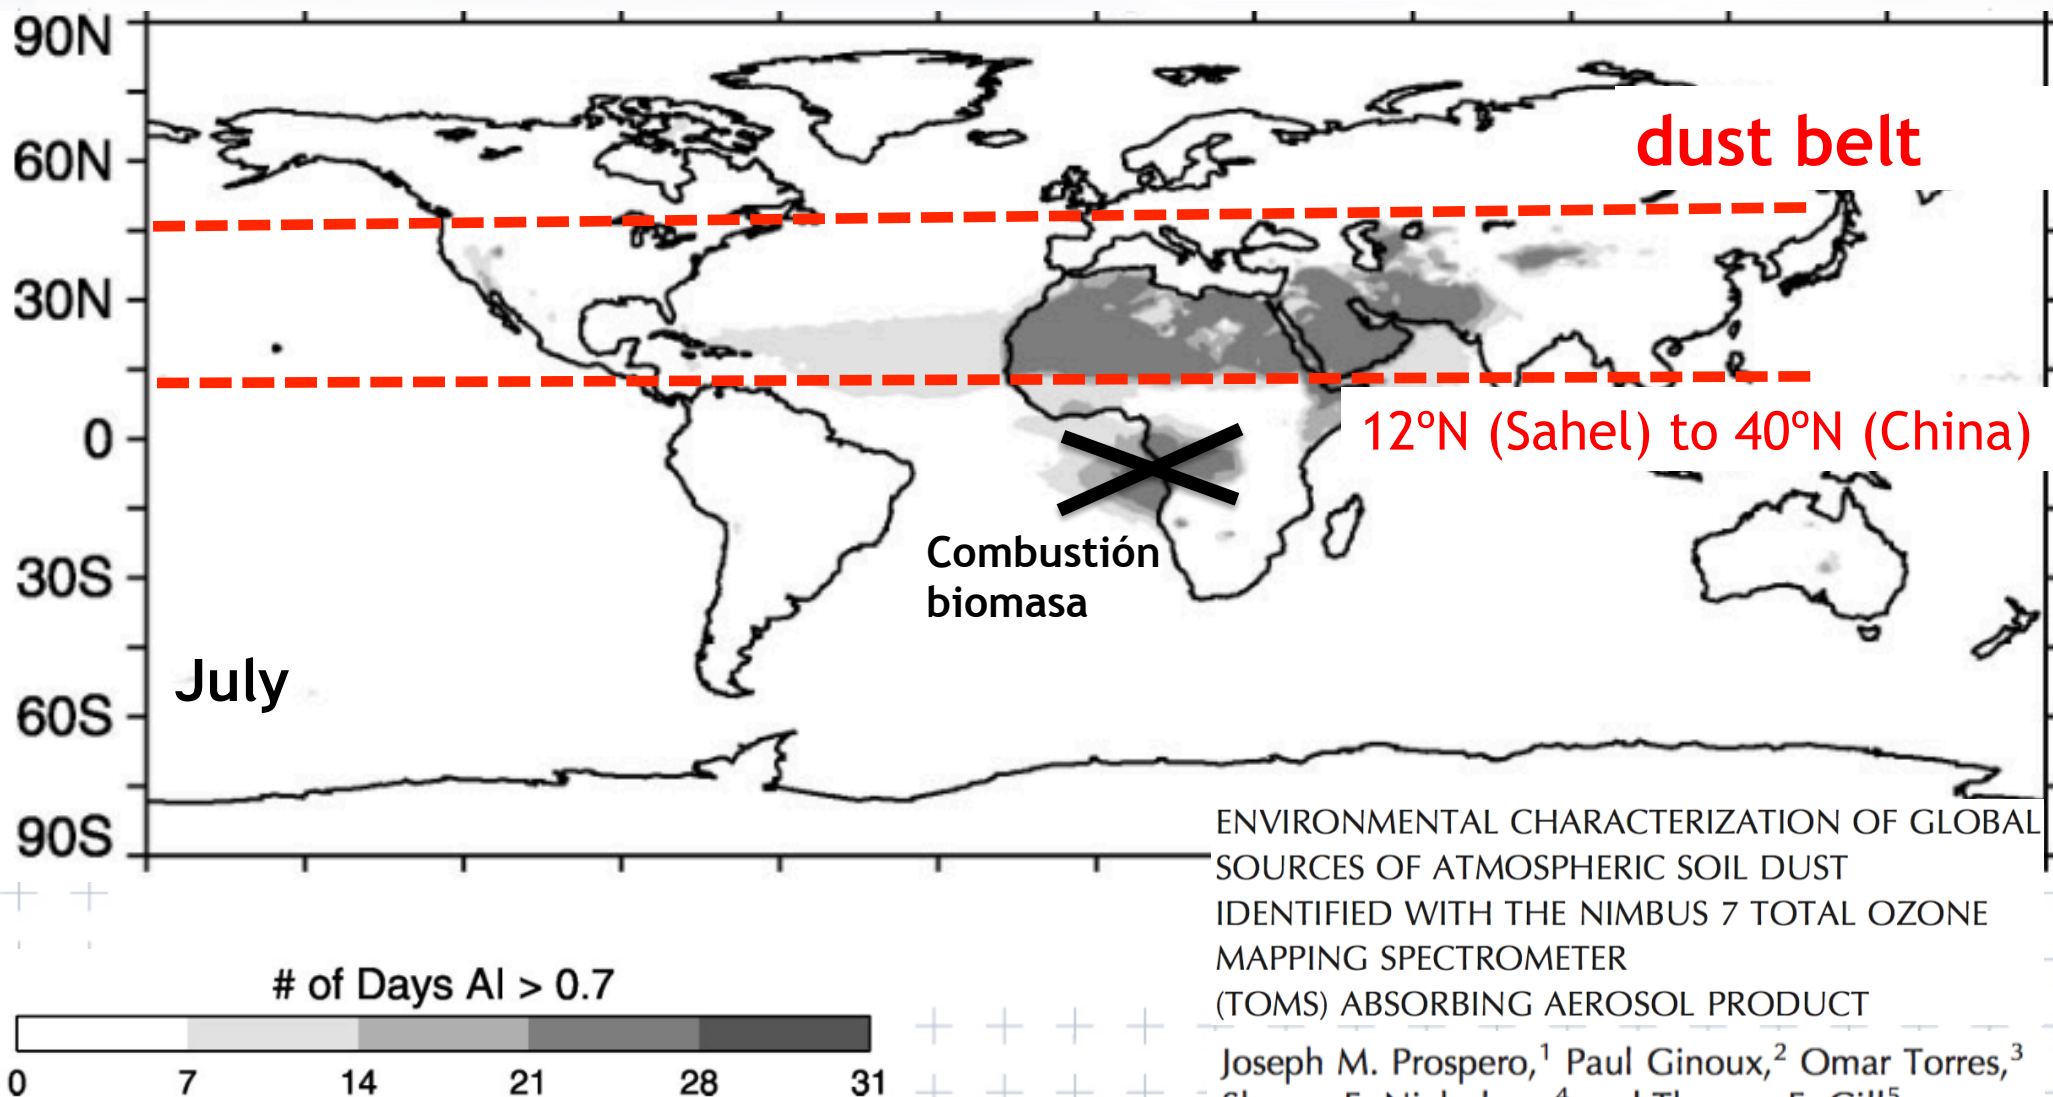 90N
60N
30N
0
30S
60S
90S
dust belt
12ºN (Sahel) to 40ºN (China)
Combustión
biomasa
July
ENVIRONMENTAL CHARACTERIZATION OF GLOBAL
SOURCES OF ATMOSPHERIC SOIL DUST
IDENTIFIED WITH THE NIMBUS 7 TOTAL OZONE
MAPPING SPECTROMETER
(TOMS) ABSORBING AEROSOL PRODUCT
Joseph M. Prospero,¹ Paul Ginoux,² Omar Torres,³
# of Days AI > 0.7
0 7 14 21 28 31